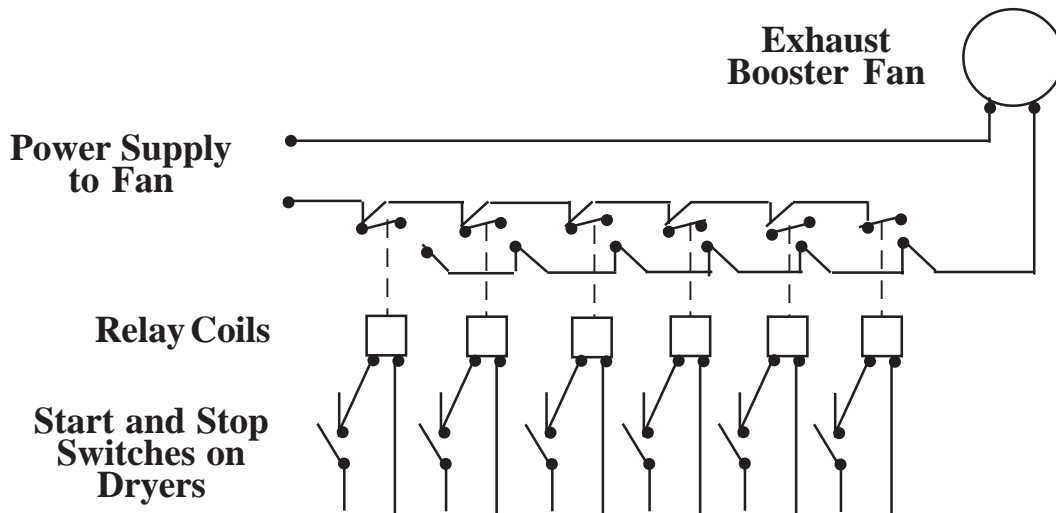 Exhaust
Booster Fan
Power Supply
to Fan
Relay Coils
Start and Stop
Switches on
Dryers